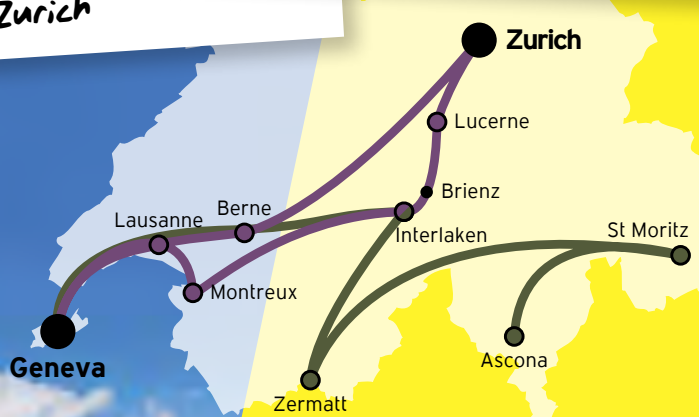 Zurich
Zurich
Lucerne
Brienz
Berne
Lausanne
Interlaken
St Moritz
Montreux
Geneva
Ascona
Zermatt